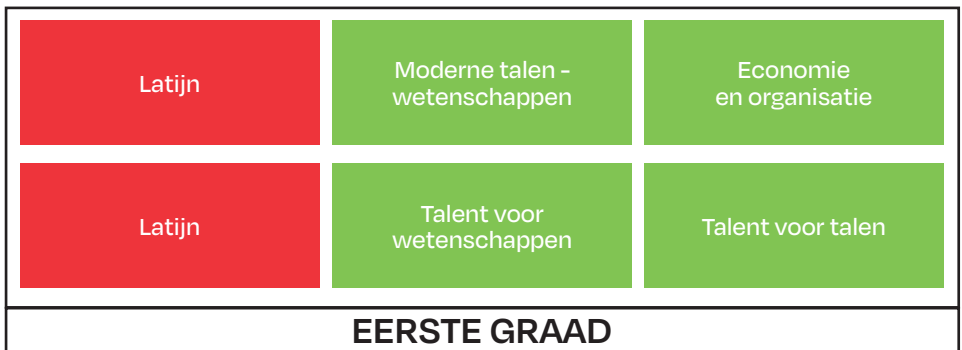 Latijn
Moderne talen -
wetenschappen
Economie
en organisatie
Latijn
Talent voor
wetenschappen
Talent voor talen
EERSTE GRAAD